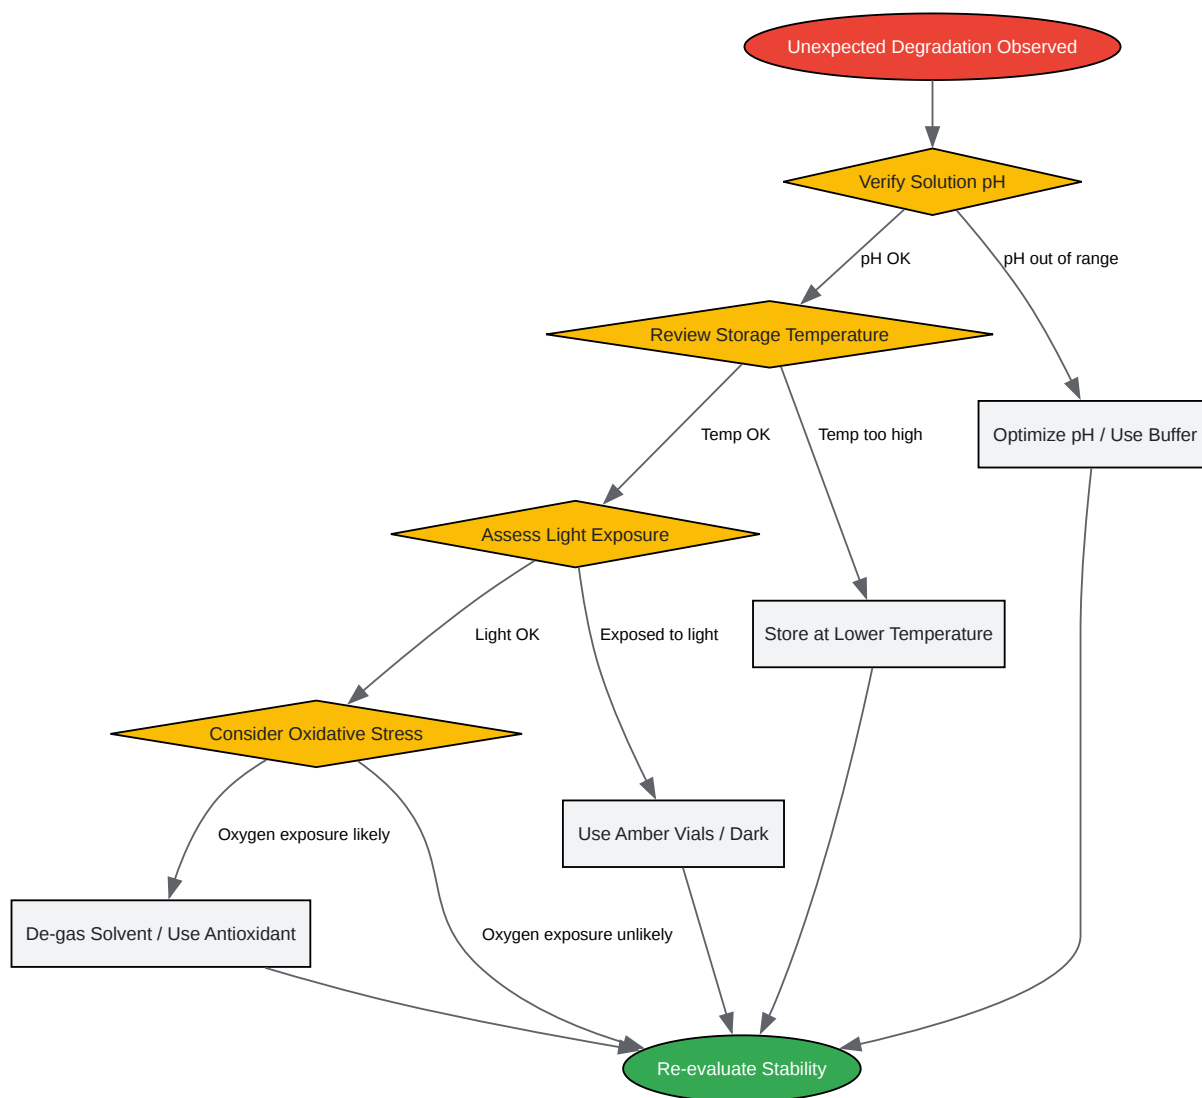 Unexpected Degradation Observed
Verify Solution pH
pH OK
pH out of range
Review Storage Temperature
Temp OK
Temp too high
Optimize pH / Use Buffer
Assess Light Exposure
Light OK
Exposed to light
Store at Lower Temperature
Consider Oxidative Stress
Oxygen exposure likely
Use Amber Vials / Dark
De-gas Solvent / Use Antioxidant
Oxygen exposure unlikely
Re-evaluate Stability